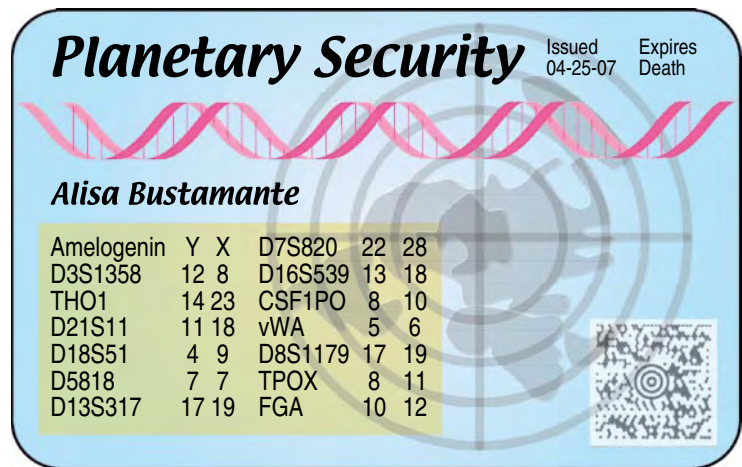 Planetary Security
Issued Expires
04-25-07 Death
Alisa Bustamante
Amelogenin Y X D7S820 22 28
D3S1358 12 8 D16S539 13 18
THO1 14 23 CSF1PO 8 10
D21S11 11 18 vWA 5 6
D18S51 4 9 D8S1179 17 19
D5818 7 7 TPOX 8 11
D13S317 17 19 FGA 10 12